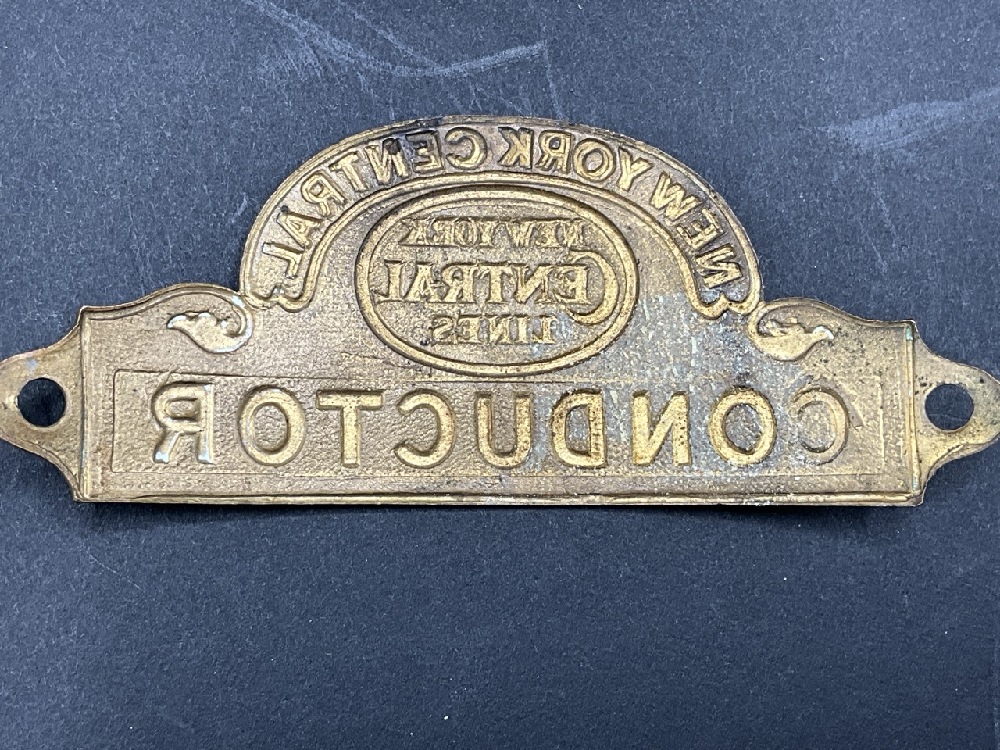 NEW YORK CENTRAL
NEW YORK
CENTRAL
LINES
CONDUCTOR